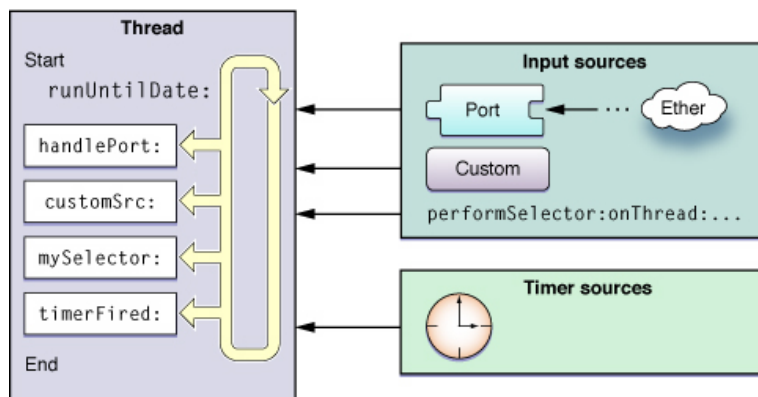 Thread
Start
runUntilDate:
handlePort:
customSrc:
mySelector:
timerFired:
End
Input sources
Port
...
Ether
Custom
performSelector:onThread:...
Timer sources